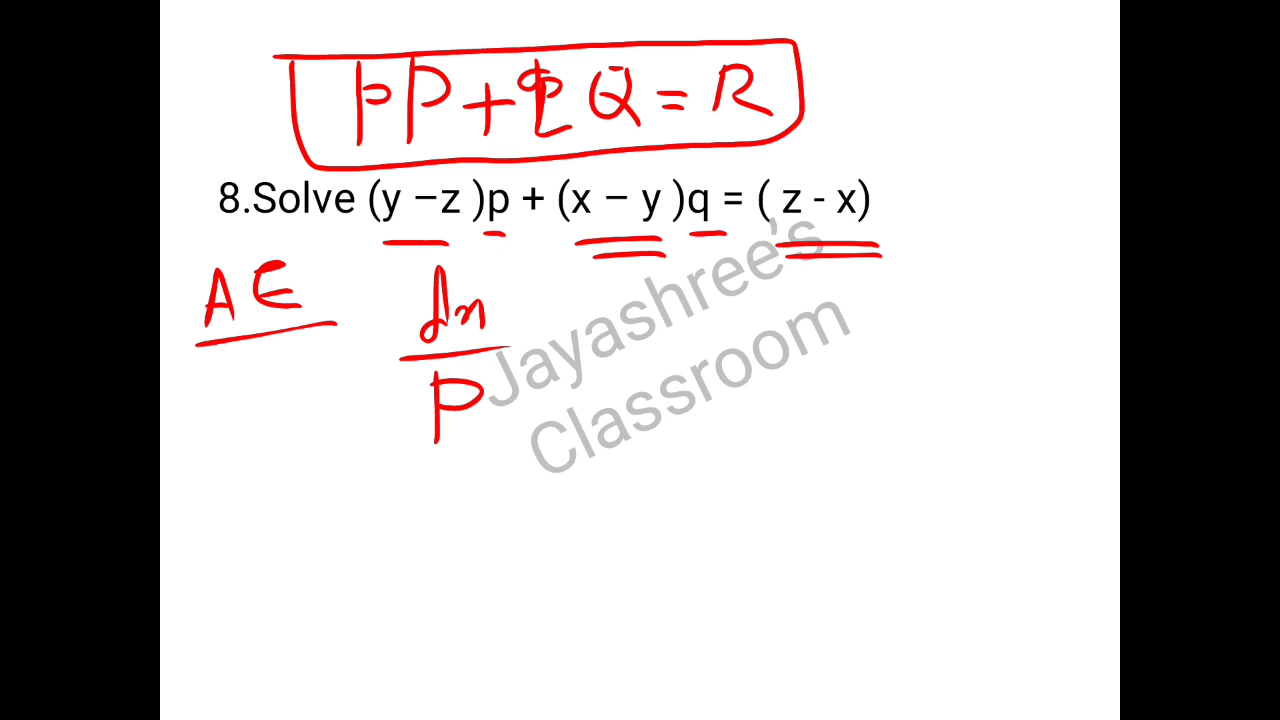 pP + qQ = R
8.Solve (y –z )p + (x – y )q = ( z - x)
AE
dx
P
Jayashree's
Classroom